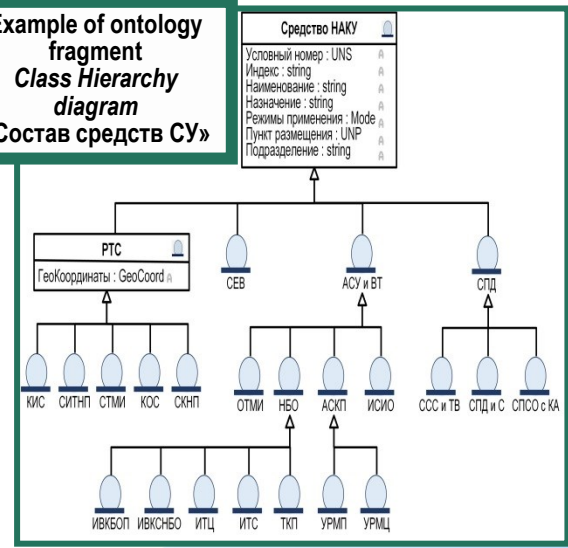 Example of ontology
fragment
Class Hierarchy
diagram
«Состав средств СУ»
Средство НАКУ
Условный номер : UNS
Индекс : string
Наименование : string
Назначение : string
Режимы применения : Mode
Пункт размещения : UNP
Подразделение : string
РТС
ГеоКоординаты : GeoCoord
СЕВ
АСУ и ВТ
СПД
КИС СИТНП СТМИ КОС СКНП
ОТМИ НБО АСКП ИСИО
ССС и ТВ СПД и С СПСО с КА
ИВКБОП ИВКСНБО ИТЦ ИТС ТКП УРМП УРМЦ